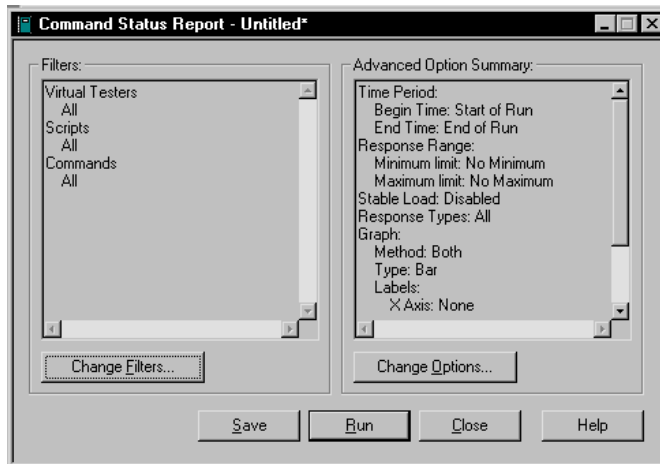 Command Status Report - Untitled*
Filters:
Virtual Testers
All
Scripts
All
Commands
All
Change Filters...
Advanced Option Summary:
Time Period:
Begin Time: Start of Run
End Time: End of Run
Response Range:
Minimum limit: No Minimum
Maximum limit: No Maximum
Stable Load: Disabled
Response Types: All
Graph:
Method: Both
Type: Bar
Labels:
X Axis: None
Change Options...
Save
Run
Close
Help